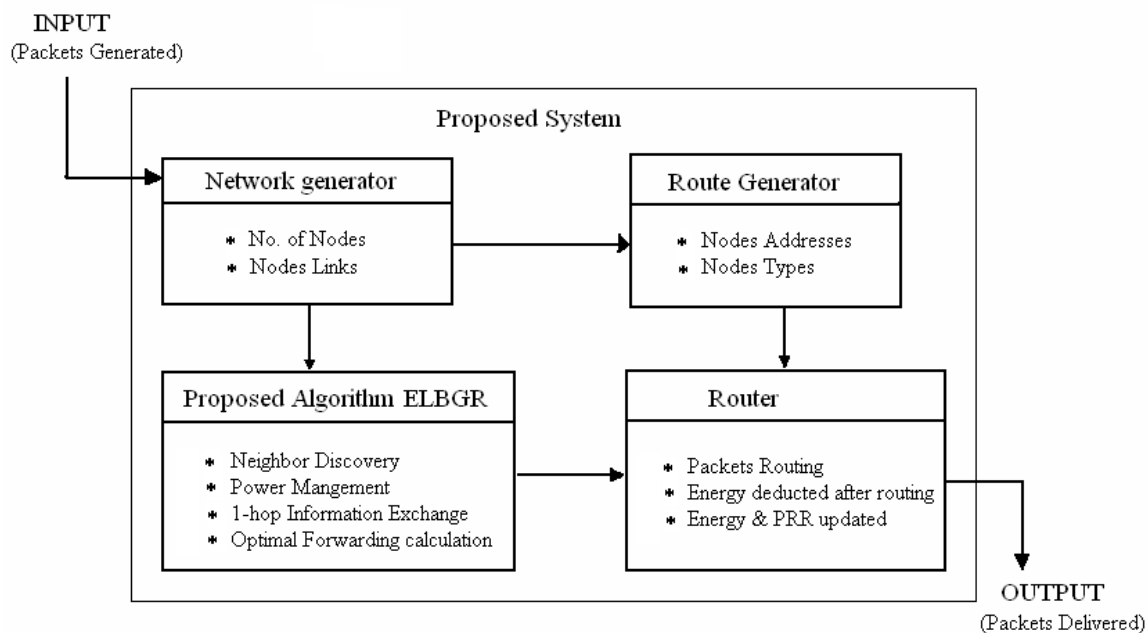 INPUT
(Packets Generated)
Proposed System
Network generator
* No. of Nodes
* Nodes Links
Route Generator
* Nodes Addresses
* Nodes Types
Proposed Algorithm ELBGR
* Neighbor Discovery
* Power Mangement
* 1-hop Information Exchange
* Optimal Forwarding calculation
Router
* Packets Routing
* Energy deducted after routing
* Energy & PRR updated
OUTPUT
(Packets Delivered)